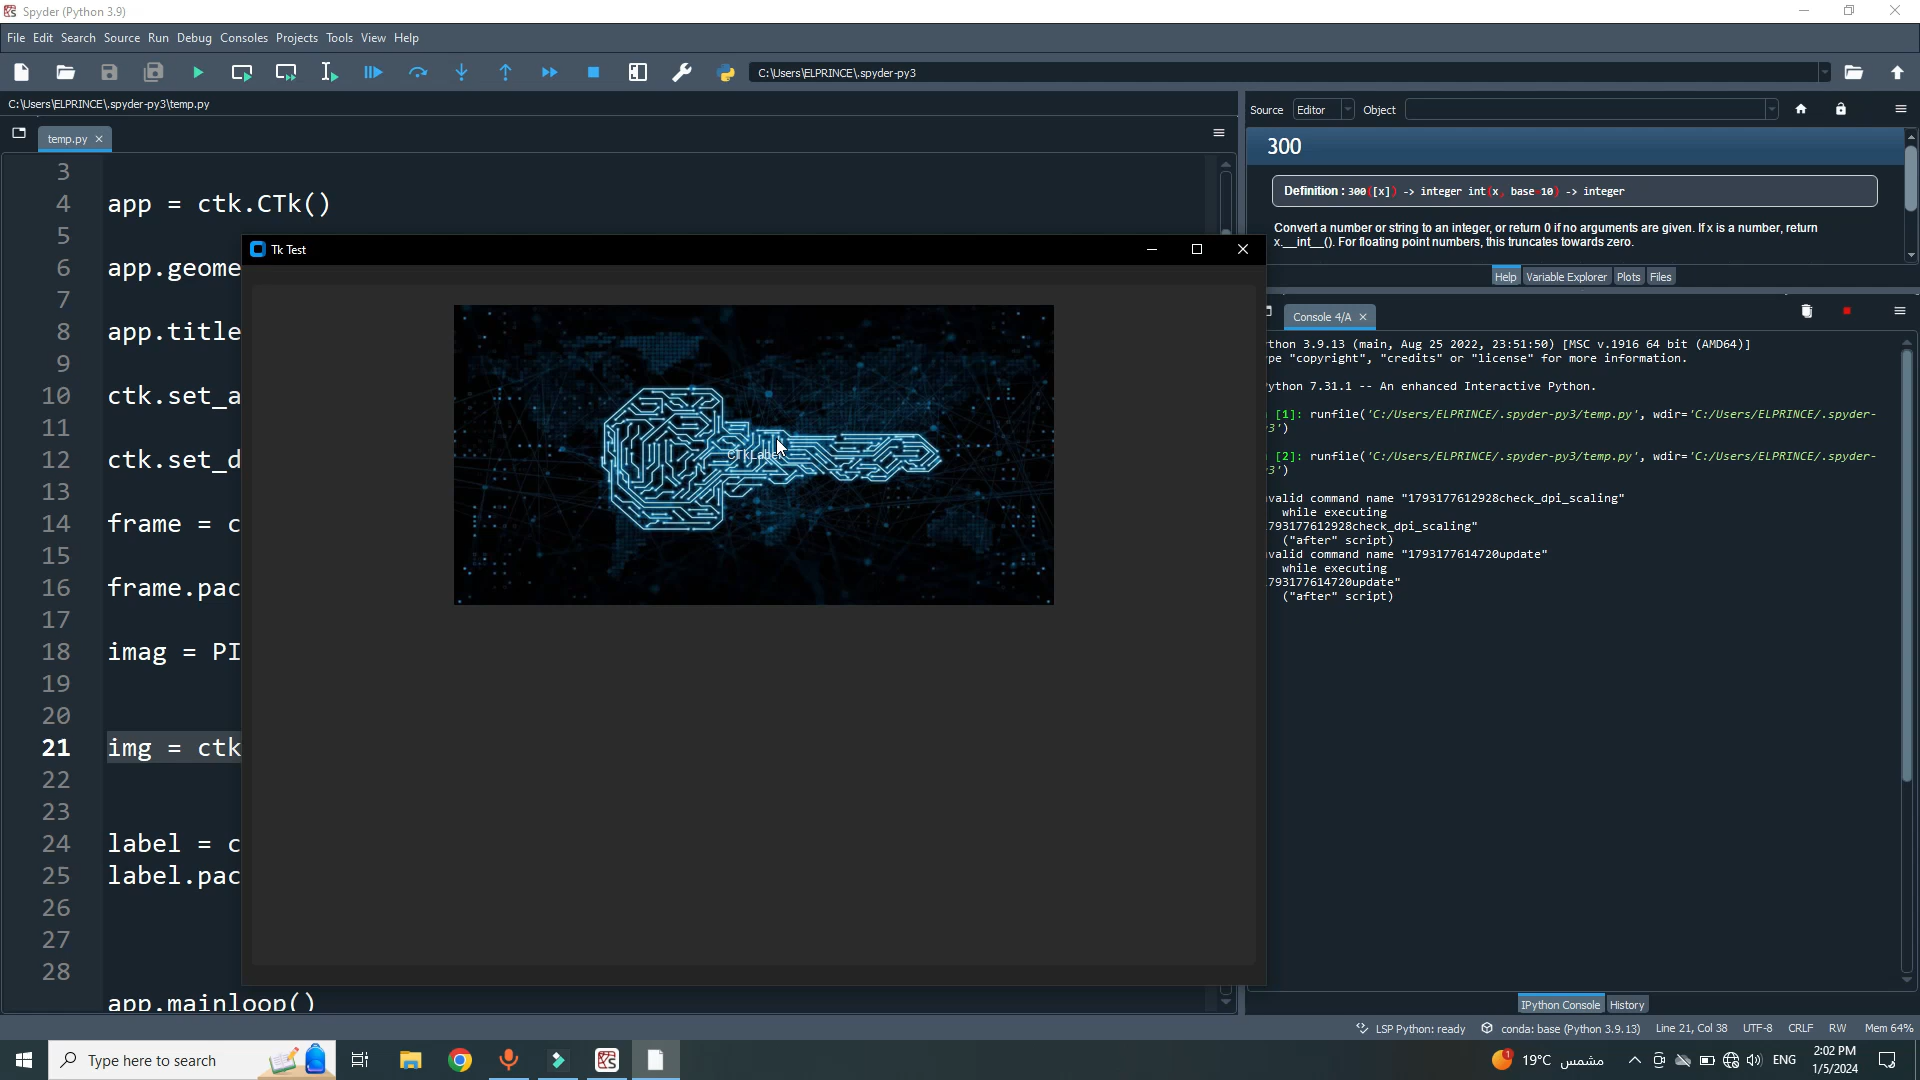 Spyder (Python 3.9)
File Edit Search Source Run Debug Consoles Projects Tools View Help
C:\Users\ELPRINCE\.spyder-py3
C:\Users\ELPRINCE\.spyder-py3\temp.py
temp.py
3
4 app = ctk.CTk()
5
6 app.geome
7
8 app.title
9
10 ctk.set_a
11
12 ctk.set_d
13
14 frame = c
15
16 frame.pac
17
18 imag = PI
19
20
21 img = ctk
22
23
24 label = c
25 label.pac
26
27
28
app.mainloop()
Tk Test
CTkLabel
Source Editor Object
300
Definition : 300([x]) -> integer int(x, base=10) -> integer
Convert a number or string to an integer, or return 0 if no arguments are given. If x is a number, return
x.__int__(). For floating point numbers, this truncates towards zero.
Help Variable Explorer Plots Files
Console 4/A
thon 3.9.13 (main, Aug 25 2022, 23:51:50) [MSC v.1916 64 bit (AMD64)]
pe "copyright", "credits" or "license" for more information.
ython 7.31.1 -- An enhanced Interactive Python.
[1]: runfile('C:/Users/ELPRINCE/.spyder-py3/temp.py', wdir='C:/Users/ELPRINCE/.spyder-
3')
[2]: runfile('C:/Users/ELPRINCE/.spyder-py3/temp.py', wdir='C:/Users/ELPRINCE/.spyder-
3')
valid command name "1793177612928check_dpi_scaling"
while executing
793177612928check_dpi_scaling"
("after" script)
valid command name "1793177614720update"
while executing
793177614720update"
("after" script)
IPython Console History
LSP Python: ready conda: base (Python 3.9.13) Line 21, Col 38 UTF-8 CRLF RW Mem 64%
Type here to search
1 19°C مشمس ENG 2:02 PM
1/5/2024